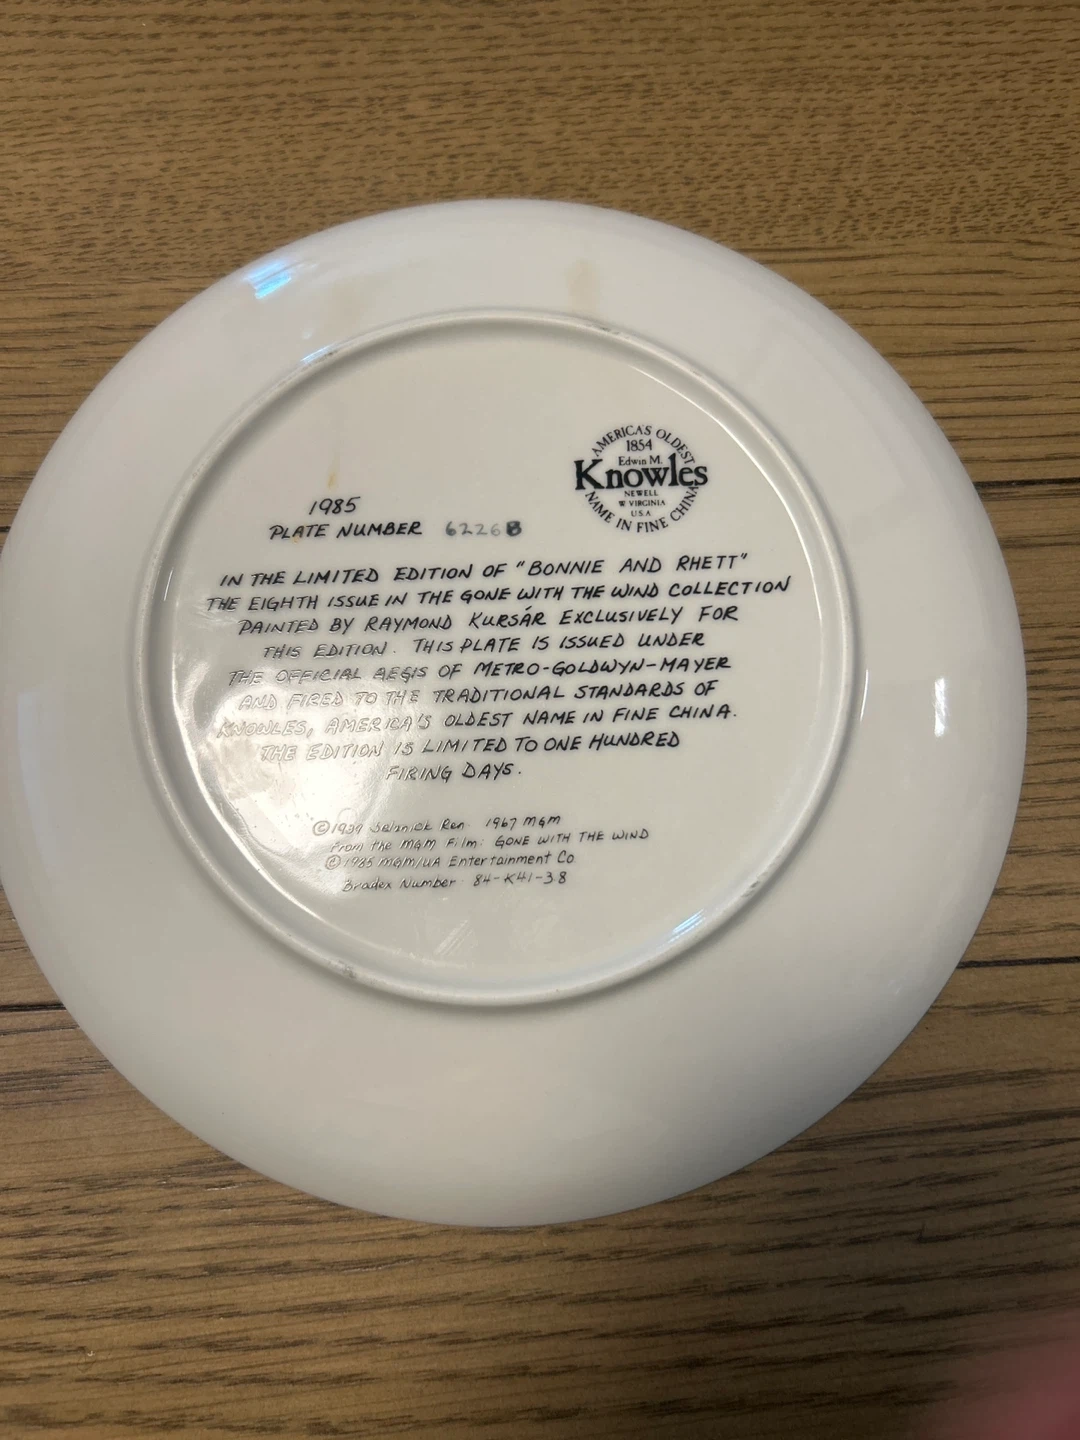 AMERICA'S OLDEST
1854
Edwin M.
Knowles
NEWELL
W VIRGINIA
U.S.A
NAME IN FINE CHINA
1985
PLATE NUMBER 6226B
IN THE LIMITED EDITION OF "BONNIE AND RHETT"
THE EIGHTH ISSUE IN THE GONE WITH THE WIND COLLECTION
PAINTED BY RAYMOND KURSÁR EXCLUSIVELY FOR
THIS EDITION. THIS PLATE IS ISSUED UNDER
THE OFFICIAL AEGIS OF METRO-GOLDWYN-MAYER
AND FIRED TO THE TRADITIONAL STANDARDS OF
KNOWLES, AMERICA'S OLDEST NAME IN FINE CHINA.
THE EDITION IS LIMITED TO ONE HUNDRED
FIRING DAYS.
© 1939 Selznick Ren. 1967 MGM
From the MGM Film: GONE WITH THE WIND
© 1985 MGM/UA Entertainment Co
Bradex Number 84-K41-38